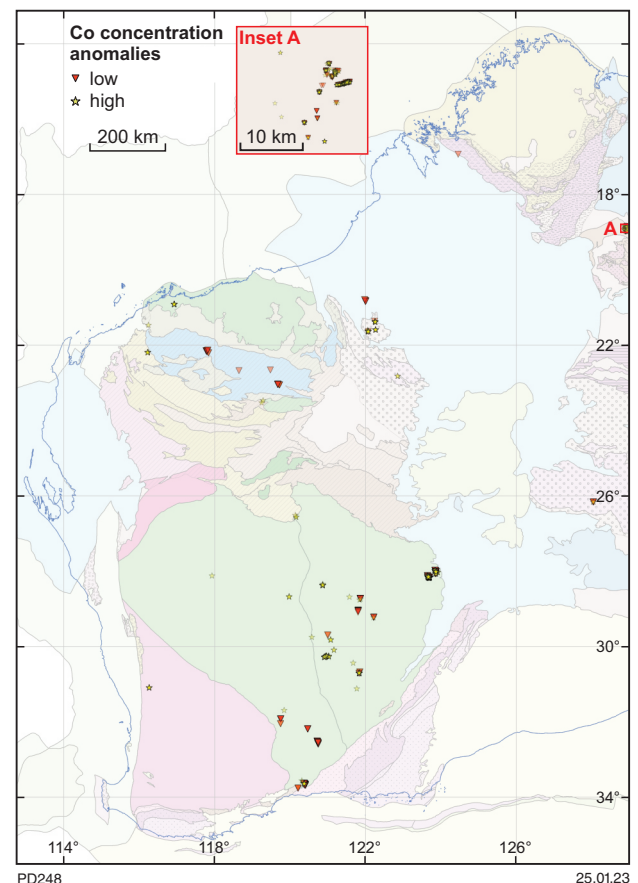 Co concentration
anomalies
low
high
200 km
Inset A
10 km
18°
A
22°
26°
30°
34°
114°
118°
122°
126°
PD248
25.01.23